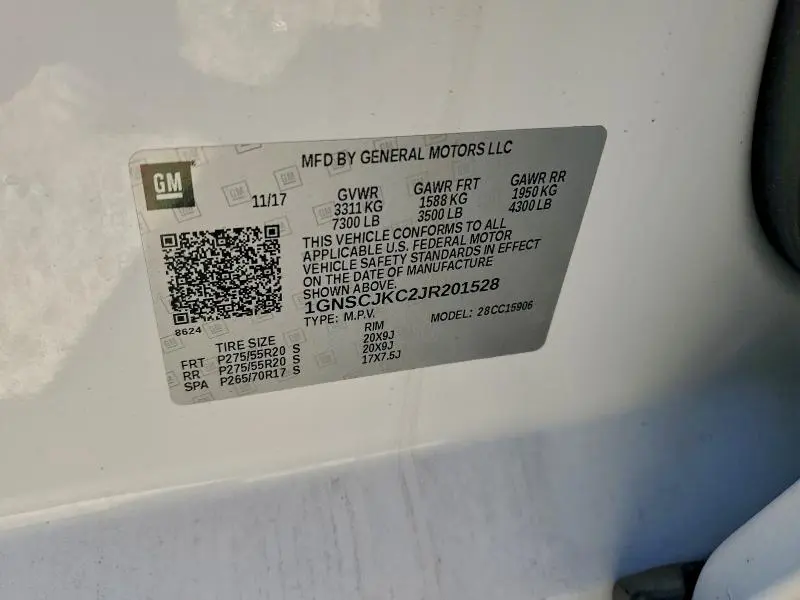 MFD BY GENERAL MOTORS LLC
GM
11/17 GVWR GAWR FRT GAWR RR
3311 KG 1588 KG 1950 KG
7300 LB 3500 LB 4300 LB
THIS VEHICLE CONFORMS TO ALL
APPLICABLE U.S. FEDERAL MOTOR
VEHICLE SAFETY STANDARDS IN EFFECT
ON THE DATE OF MANUFACTURE
SHOWN ABOVE.
1GNSCJKC2JR201528
TYPE: M.P.V. MODEL: 28CC15906
8624
TIRE SIZE RIM
FRT P275/55R20 S 20X9J
RR P275/55R20 S 20X9J
SPA P265/70R17 S 17X7.5J